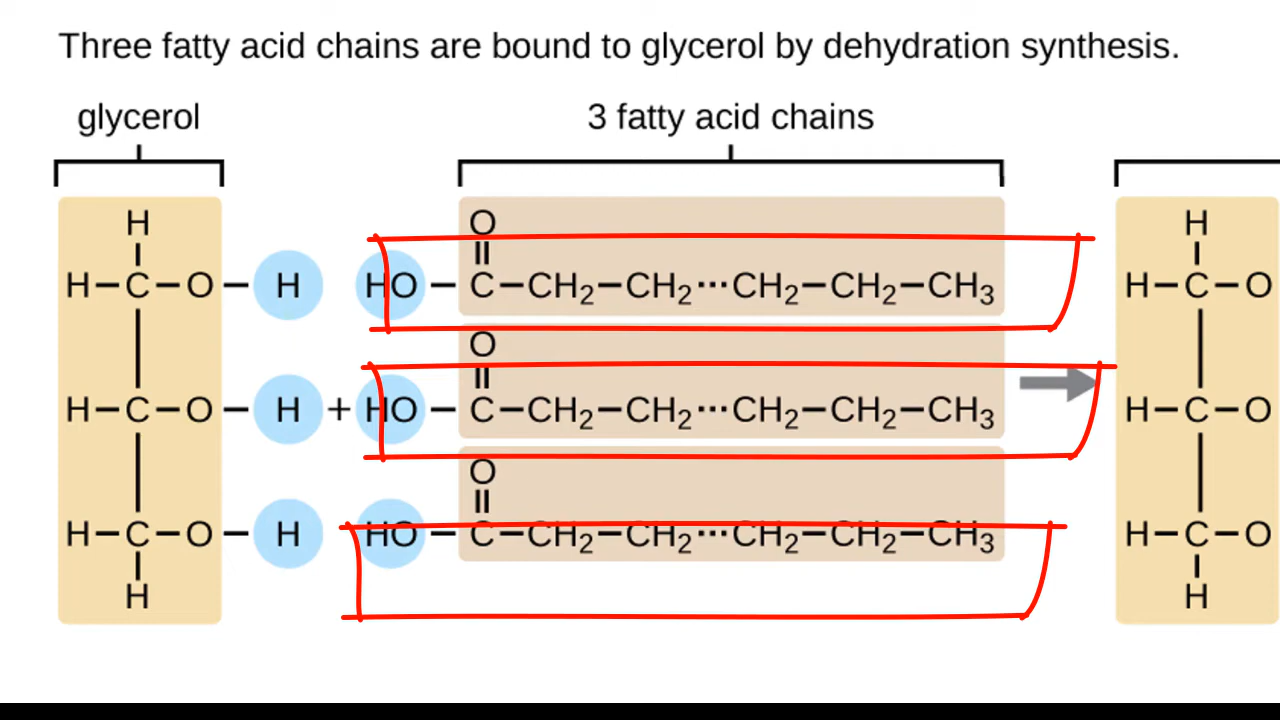 Three fatty acid chains are bound to glycerol by dehydration synthesis.
glycerol 3 fatty acid chains
H O H
H–C–O–H HO–C–CH₂–CH₂···CH₂–CH₂–CH₃ H–C–O
O
H–C–O–H + HO–C–CH₂–CH₂···CH₂–CH₂–CH₃ H–C–O
O
H–C–O–H HO–C–CH₂–CH₂···CH₂–CH₂–CH₃ H–C–O
H H